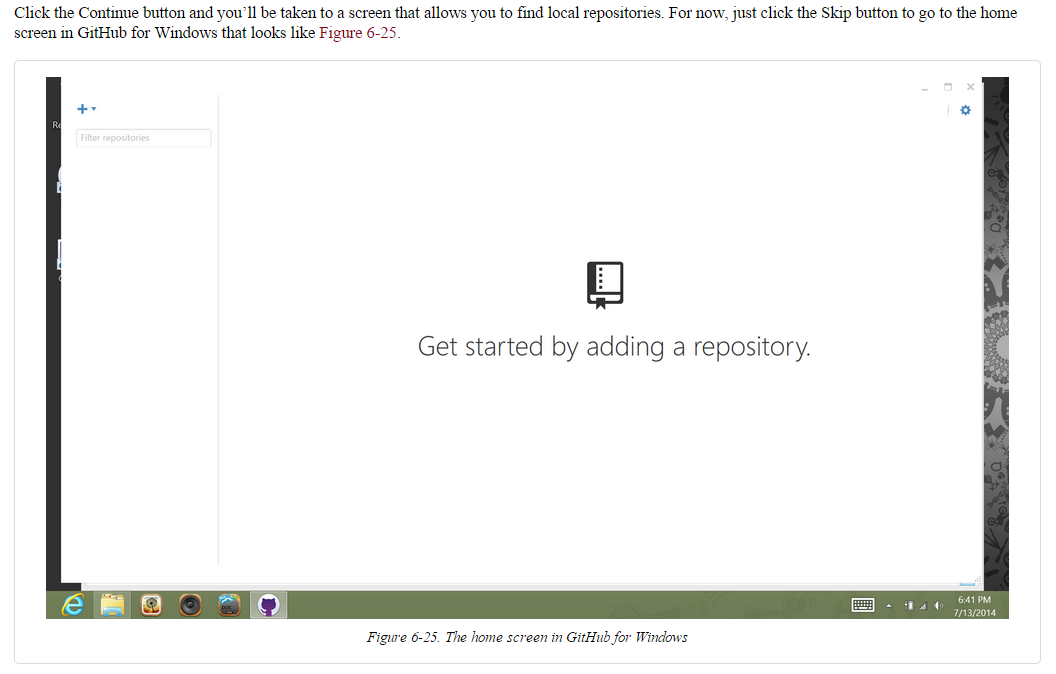 Click the Continue button and you’ll be taken to a screen that allows you to find local repositories. For now, just click the Skip button to go to the home
screen in GitHub for Windows that looks like Figure 6-25.
Filter repositories
Get started by adding a repository.
6:41 PM
7/13/2014
Figure 6-25. The home screen in GitHub for Windows